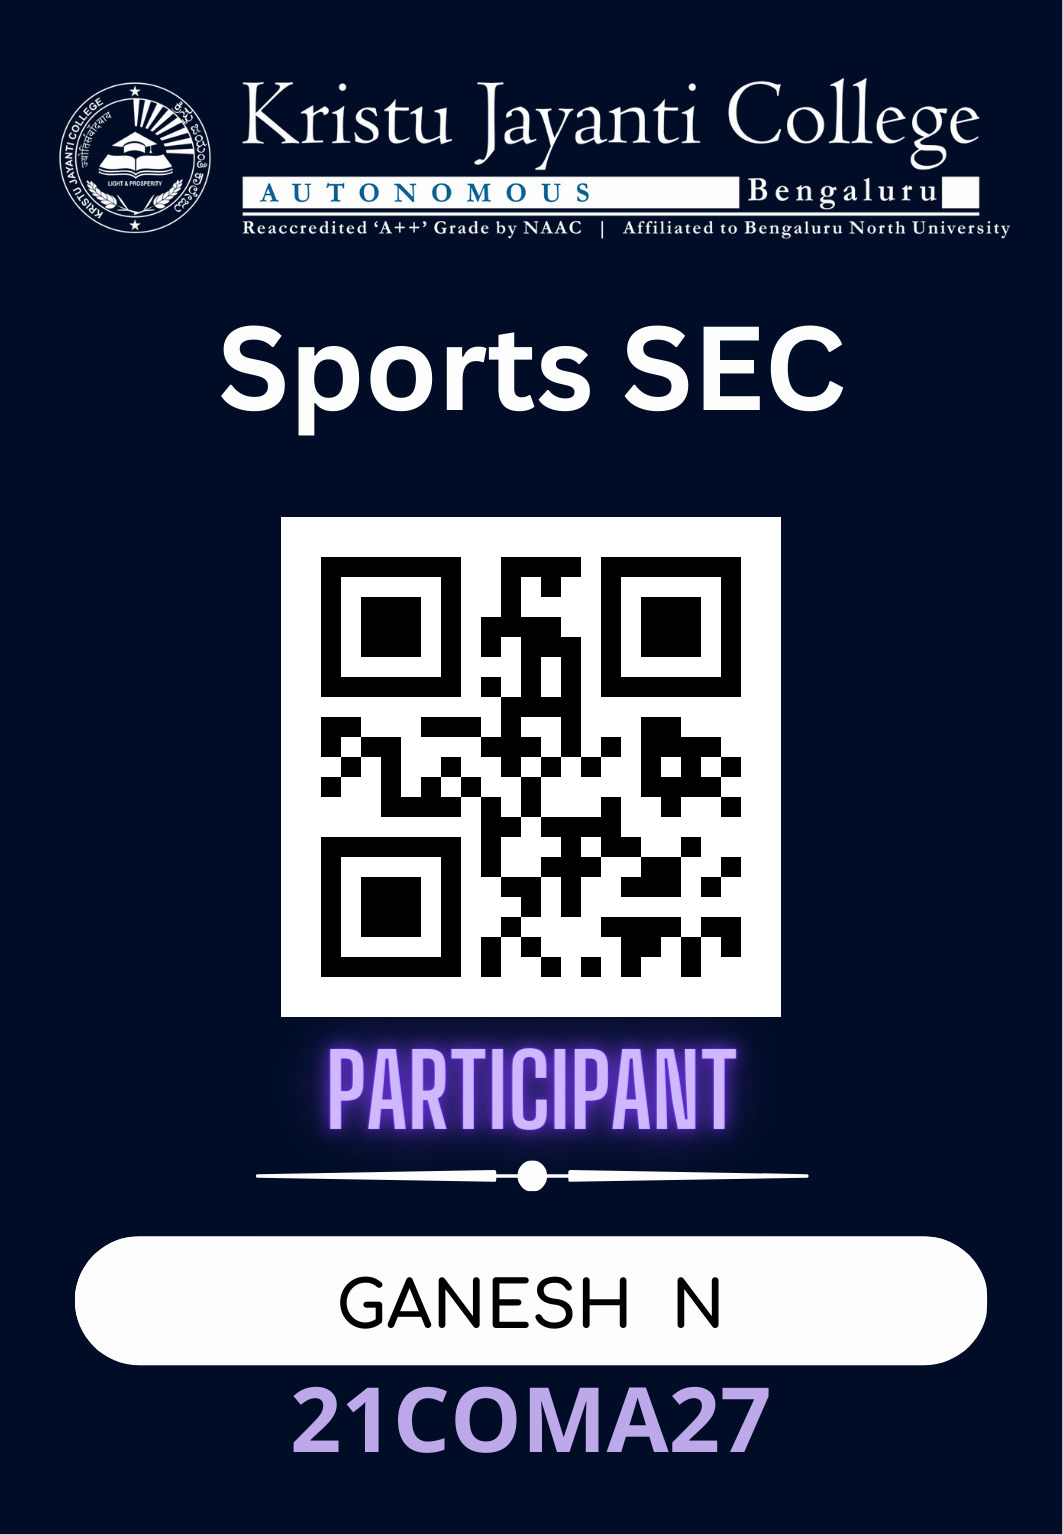 Kristu Jayanti College
AUTONOMOUS Bengaluru
Reaccredited 'A++' Grade by NAAC | Affiliated to Bengaluru North University
KRISTU JAYANTI COLLEGE
ಕ್ರಿಸ್ತು ಜಯಂತಿ ಕಾಲೇಜು
LIGHT & PROSPERITY
Sports SEC
PARTICIPANT
GANESH N
21COMA27